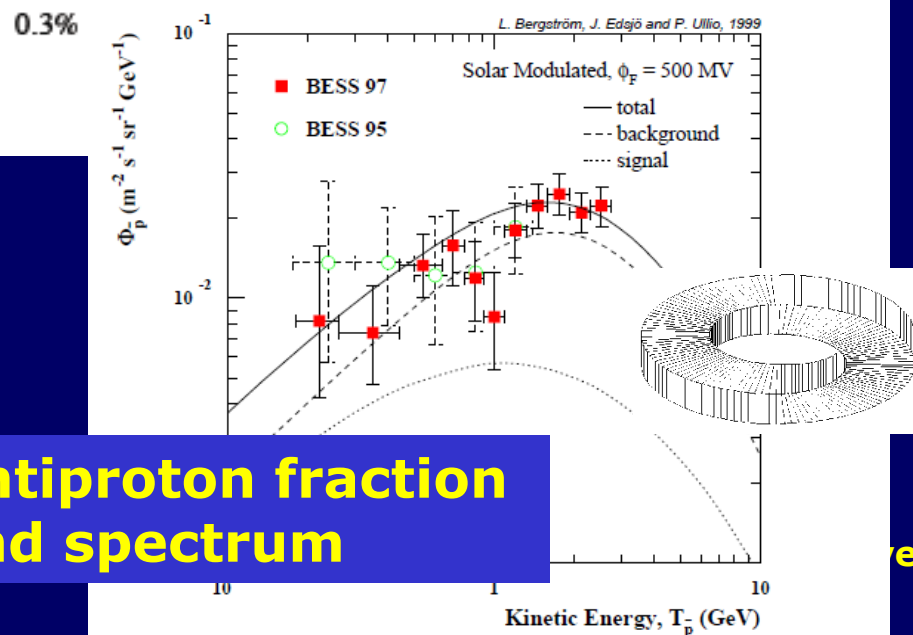 0.3%
L. Bergström, J. Edsjö and P. Ullio, 1999
10 -1
Solar Modulated, ϕF = 500 MV
BESS 97
BESS 95
total
background
signal
Φp̄ (m-2 s-1 sr-1 GeV-1)
10 -2
ntiproton fraction
nd spectrum
ve
10
1
10
Kinetic Energy, Tp̄ (GeV)